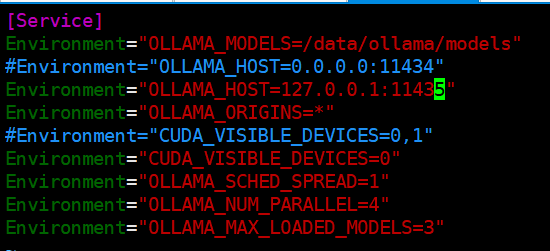 [Service]
Environment="OLLAMA_MODELS=/data/ollama/models"
#Environment="OLLAMA_HOST=0.0.0.0:11434"
Environment="OLLAMA_HOST=127.0.0.1:11435"
Environment="OLLAMA_ORIGINS=*"
#Environment="CUDA_VISIBLE_DEVICES=0,1"
Environment="CUDA_VISIBLE_DEVICES=0"
Environment="OLLAMA_SCHED_SPREAD=1"
Environment="OLLAMA_NUM_PARALLEL=4"
Environment="OLLAMA_MAX_LOADED_MODELS=3"